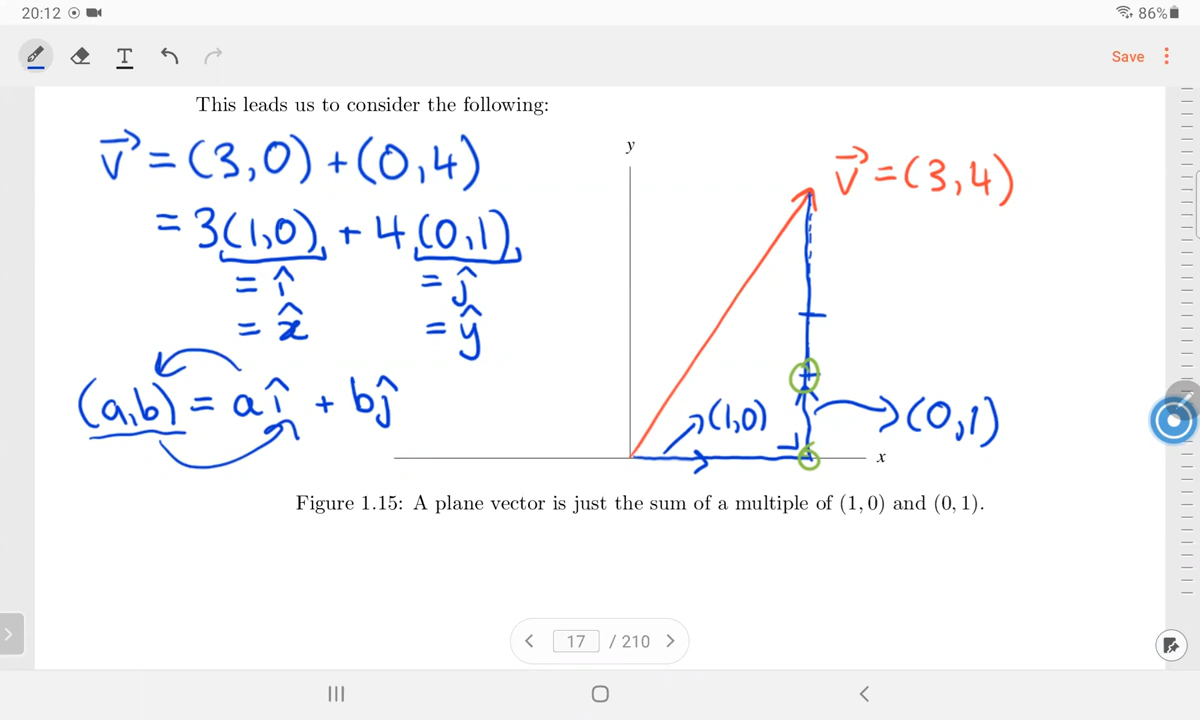 20:12 86%
T Save
This leads us to consider the following:
v⃗ = (3,0) + (0,4)
= 3(1,0) + 4(0,1)
= î = ĵ
= x̂ = ŷ
(a,b) = aî + bĵ
y
v⃗ = (3,4)
(1,0)
(0,1)
x
Figure 1.15: A plane vector is just the sum of a multiple of (1, 0) and (0, 1).
17 / 210